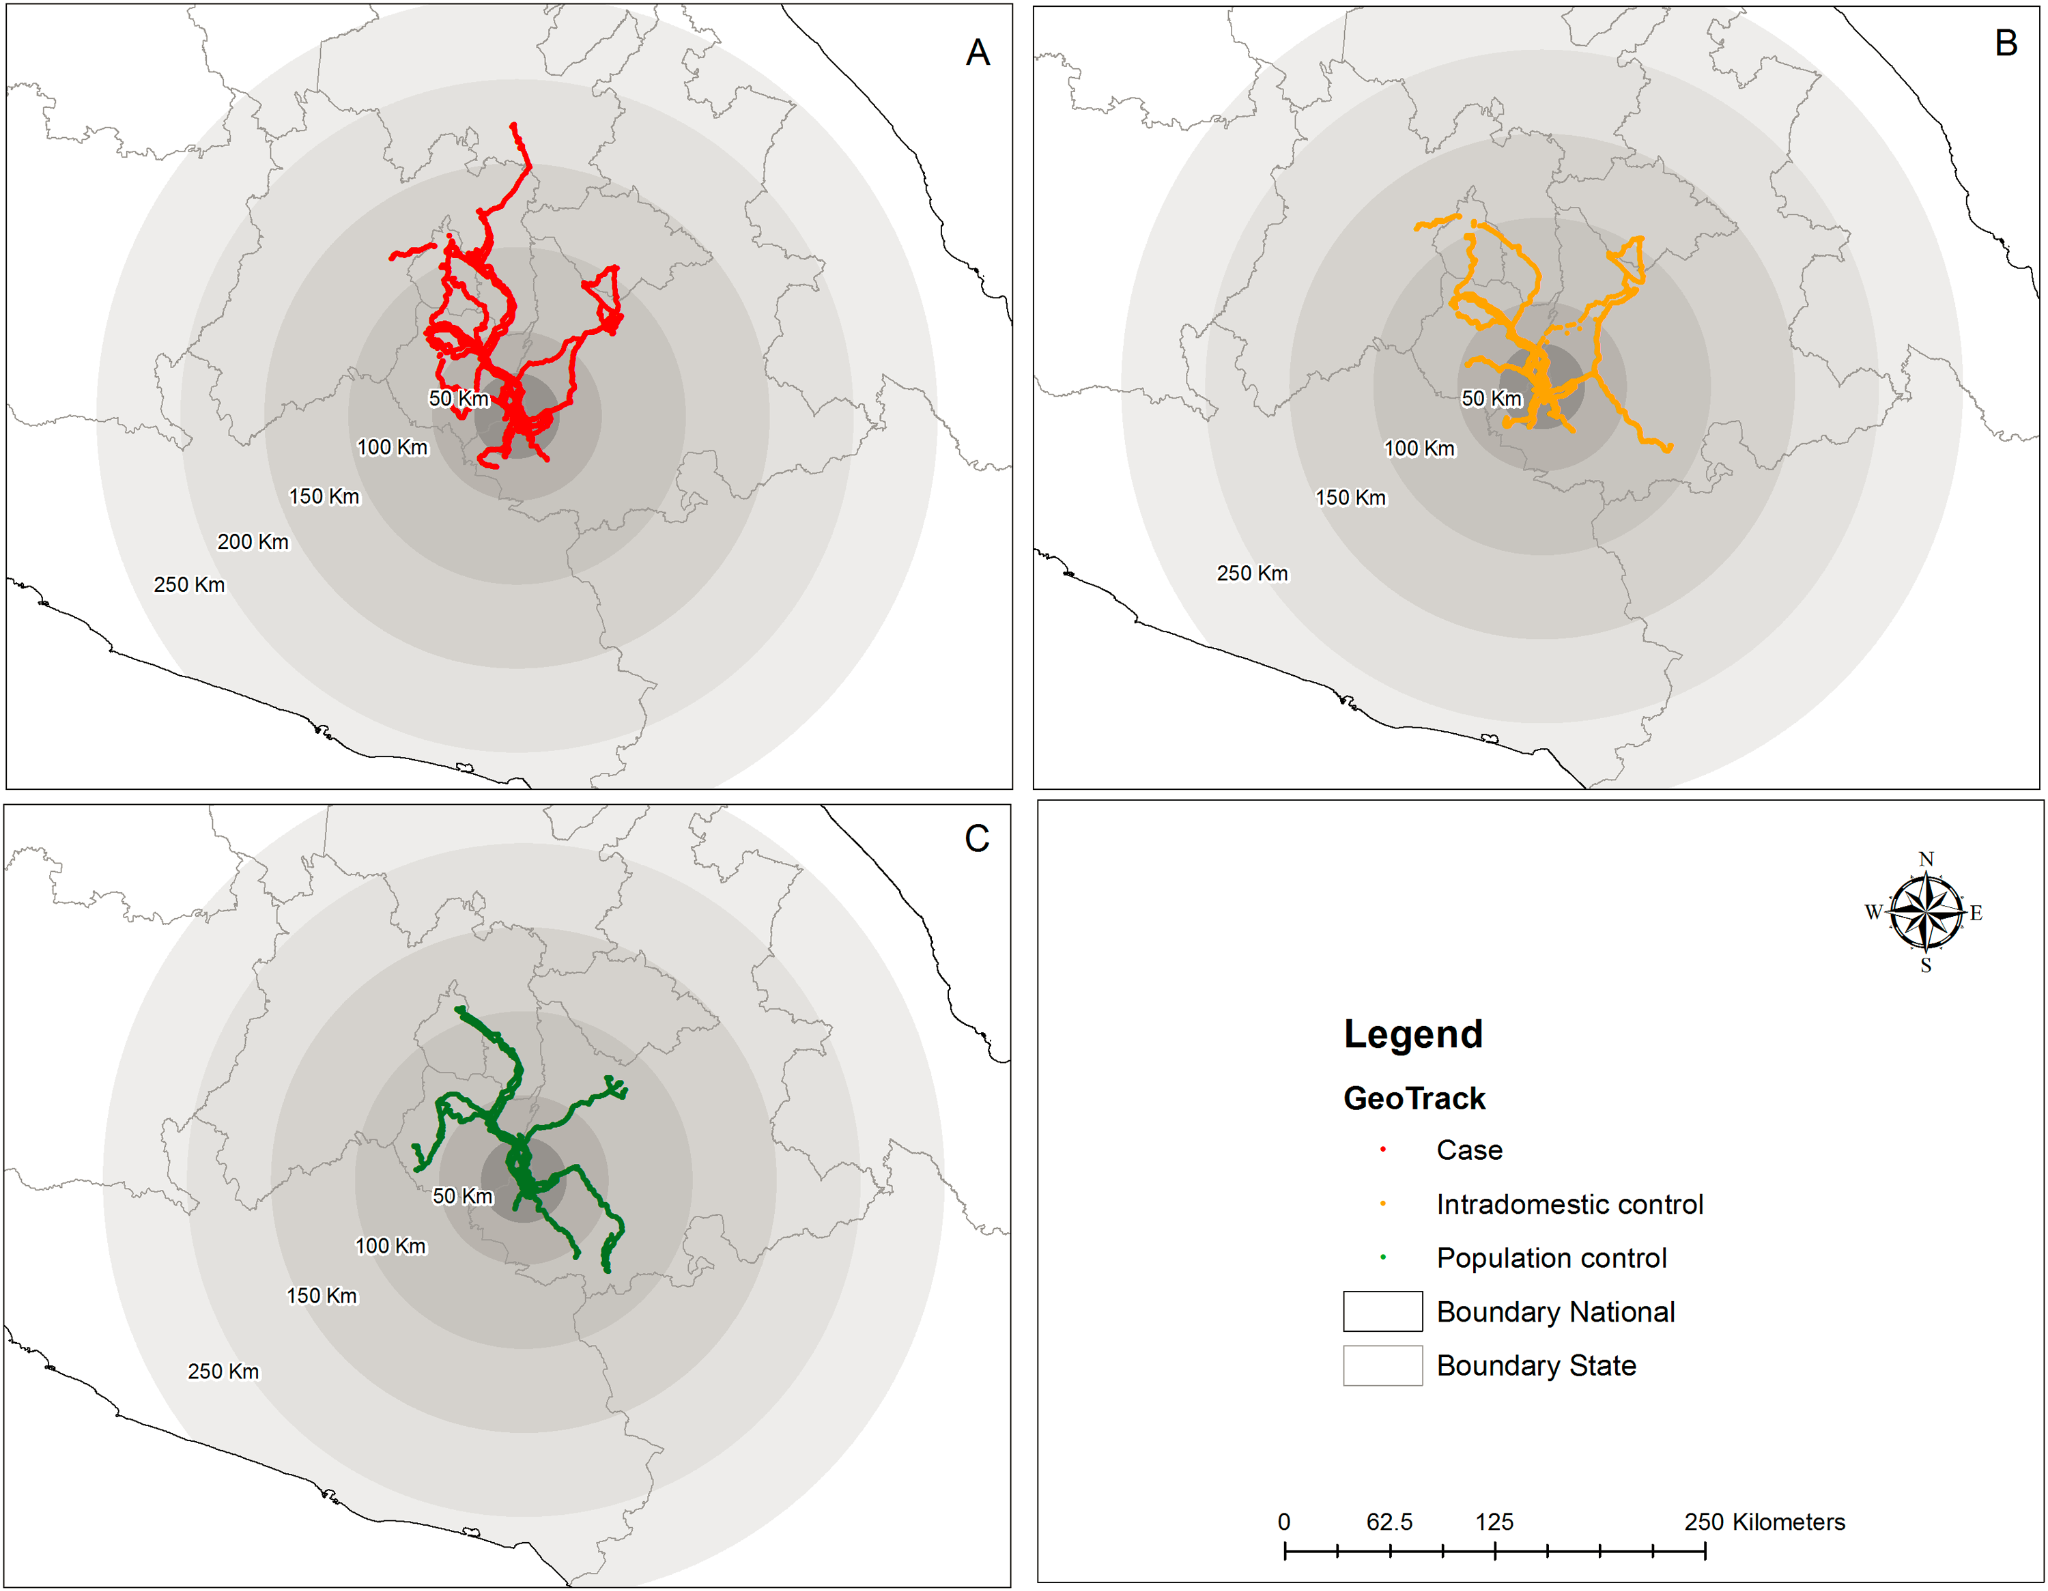 A
50 Km
100 Km
150 Km
200 Km
250 Km
B
50 Km
100 Km
150 Km
250 Km
C
50 Km
100 Km
150 Km
250 Km
N
W E
S
Legend
GeoTrack
Case
Intradomestic control
Population control
Boundary National
Boundary State
0 62.5 125 250 Kilometers